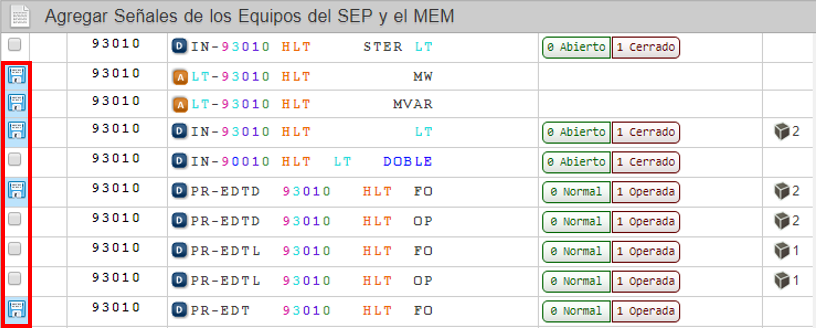 Agregar Señales de los Equipos del SEP y el MEM
93010 D IN-93010 HLT STER LT 0 Abierto 1 Cerrado
93010 A LT-93010 HLT MW
93010 A LT-93010 HLT MVAR
93010 D IN-93010 HLT LT 0 Abierto 1 Cerrado 2
93010 D IN-90010 HLT LT DOBLE 0 Abierto 1 Cerrado
93010 D PR-EDTD 93010 HLT FO 0 Normal 1 Operada 2
93010 D PR-EDTD 93010 HLT OP 0 Normal 1 Operada 2
93010 D PR-EDTL 93010 HLT FO 0 Normal 1 Operada 1
93010 D PR-EDTL 93010 HLT OP 0 Normal 1 Operada 1
93010 D PR-EDT 93010 HLT FO 0 Normal 1 Operada